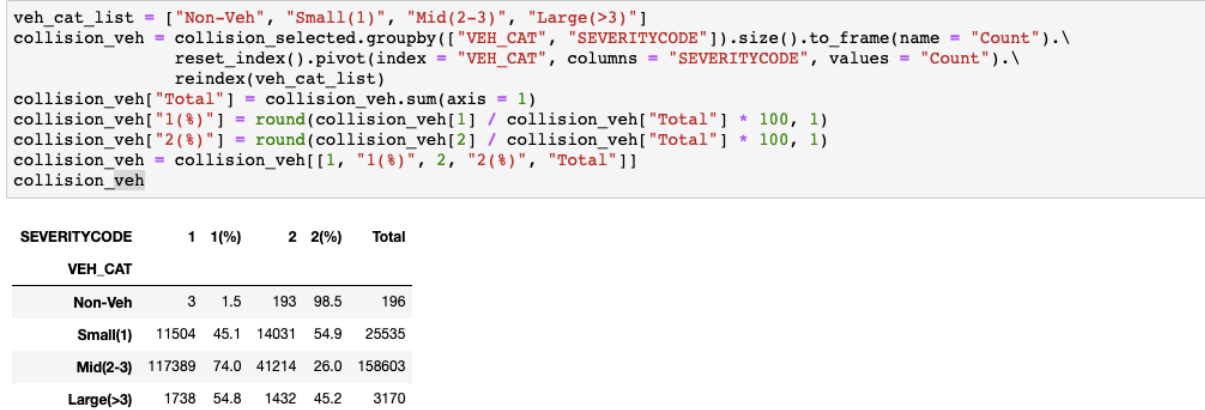 veh_cat_list = ["Non-Veh", "Small(1)", "Mid(2-3)", "Large(>3)"]
collision_veh = collision_selected.groupby(["VEH_CAT", "SEVERITYCODE"]).size().to_frame(name = "Count").\
reset_index().pivot(index = "VEH_CAT", columns = "SEVERITYCODE", values = "Count").\
reindex(veh_cat_list)
collision_veh["Total"] = collision_veh.sum(axis = 1)
collision_veh["1(%)"] = round(collision_veh[1] / collision_veh["Total"] * 100, 1)
collision_veh["2(%)"] = round(collision_veh[2] / collision_veh["Total"] * 100, 1)
collision_veh = collision_veh[[1, "1(%)", 2, "2(%)", "Total"]]
collision_veh
SEVERITYCODE 1 1(%) 2 2(%) Total
VEH_CAT
Non-Veh 3 1.5 193 98.5 196
Small(1) 11504 45.1 14031 54.9 25535
Mid(2-3) 117389 74.0 41214 26.0 158603
Large(>3) 1738 54.8 1432 45.2 3170